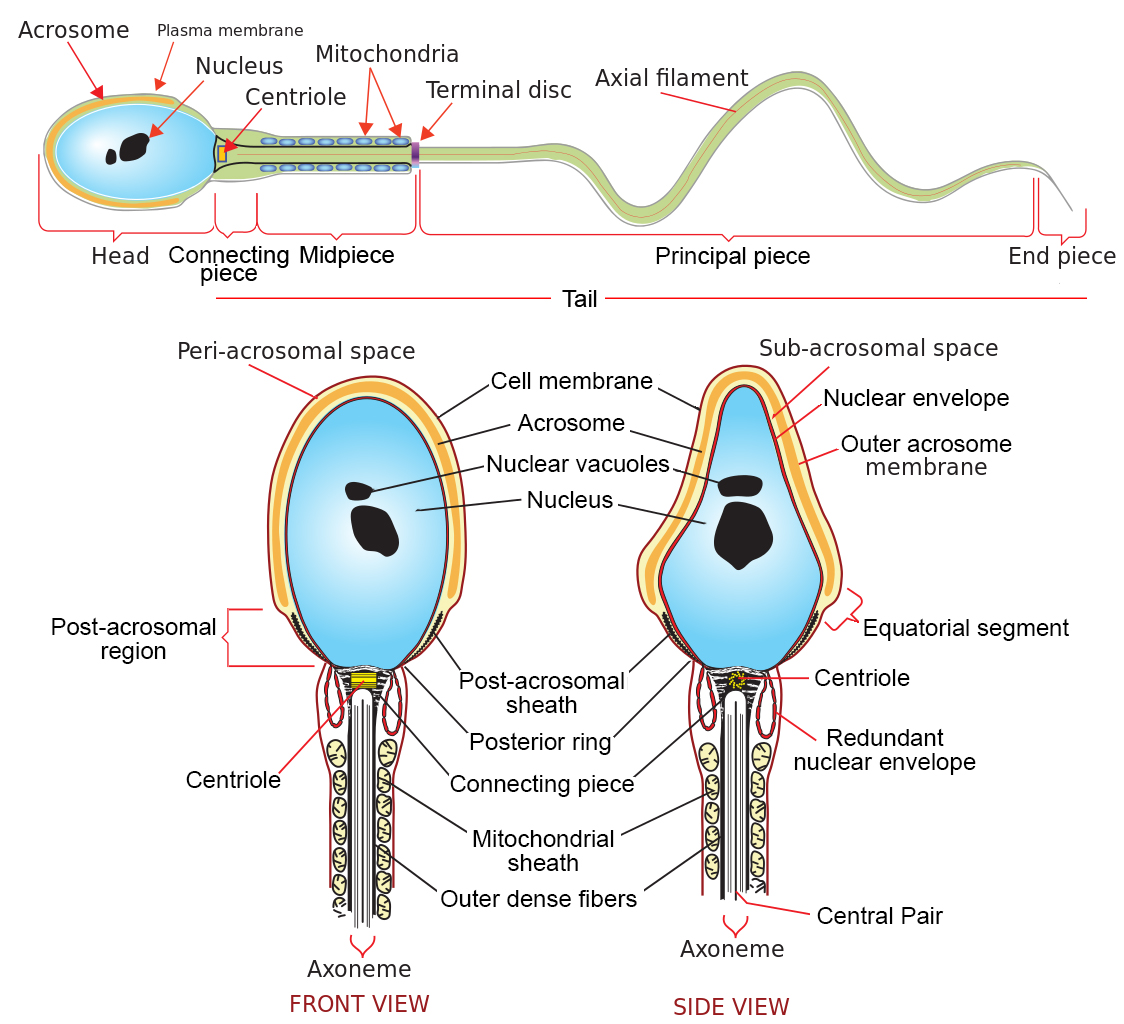 Acrosome
Plasma membrane
Nucleus
Mitochondria
Centriole
Terminal disc
Axial filament
Head
Connecting
piece
Midpiece
Principal piece
End piece
Tail
Peri-acrosomal space
Sub-acrosomal space
Cell membrane
Nuclear envelope
Acrosome
Outer acrosome
membrane
Nuclear vacuoles
Nucleus
Post-acrosomal
region
Equatorial segment
Post-acrosomal
sheath
Centriole
Posterior ring
Redundant
nuclear envelope
Centriole
Connecting piece
Mitochondrial
sheath
Outer dense fibers
Central Pair
Axoneme
Axoneme
FRONT VIEW
SIDE VIEW